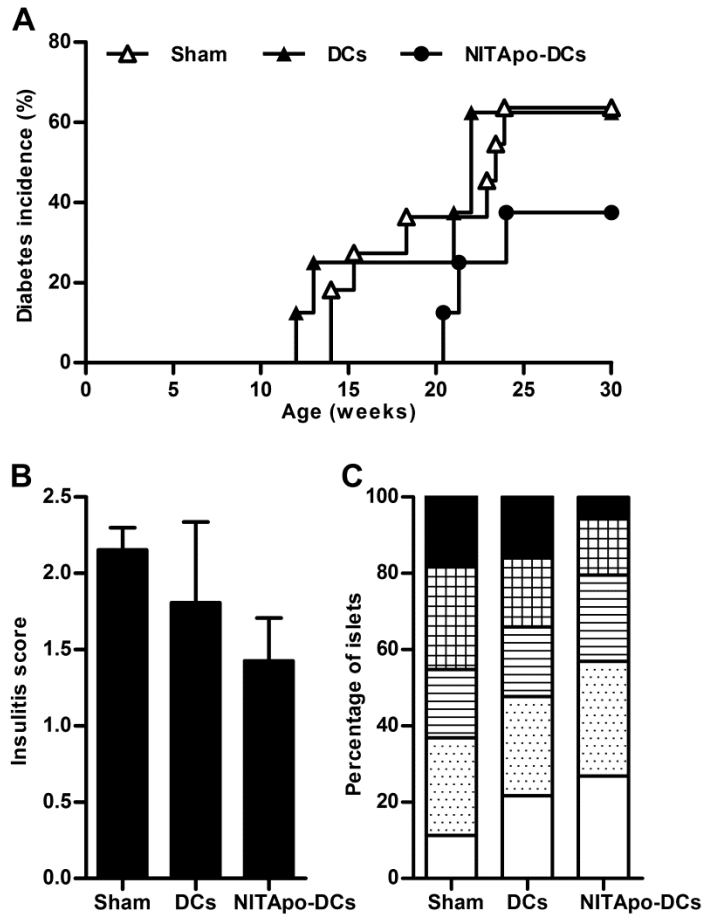 A
Sham DCs NITApo-DCs
Diabetes incidence (%)
80
60
40
20
0
0 5 10 15 20 25 30
Age (weeks)
B
Insulitis score
2.5
2.0
1.5
1.0
0.5
0.0
Sham DCs NITApo-DCs
C
Percentage of islets
100
80
60
40
20
0
Sham DCs NITApo-DCs